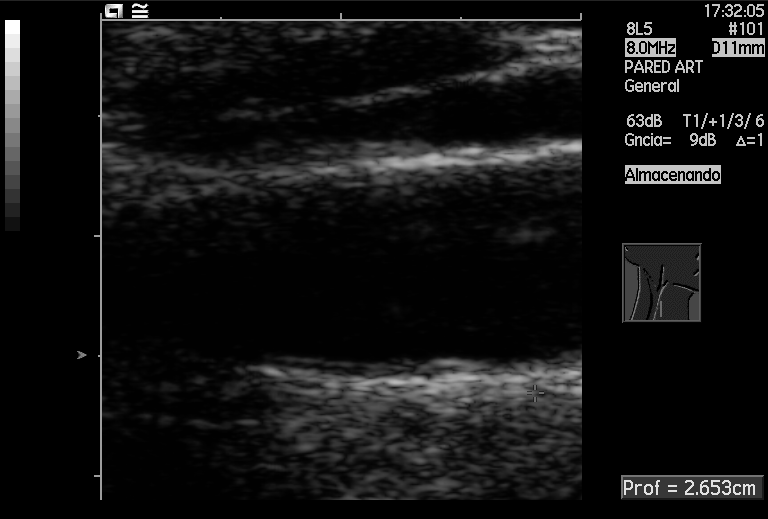 17:32:05
8L5 #101
8.0MHz D11mm
PARED ART
General
63dB T1/+1/3/6
Gncia= 9dB Δ=1
Almacenando
Prof = 2.653cm